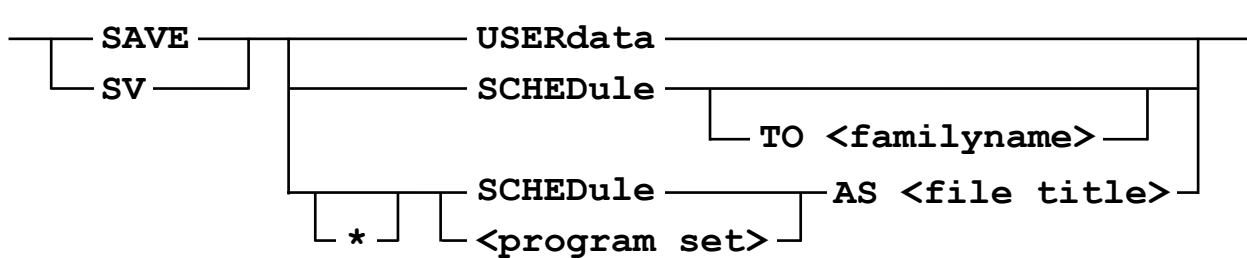 SAVE USERdata
SV SCHEDule
TO <familyname>
SCHEDule AS <file title>
* <program set>